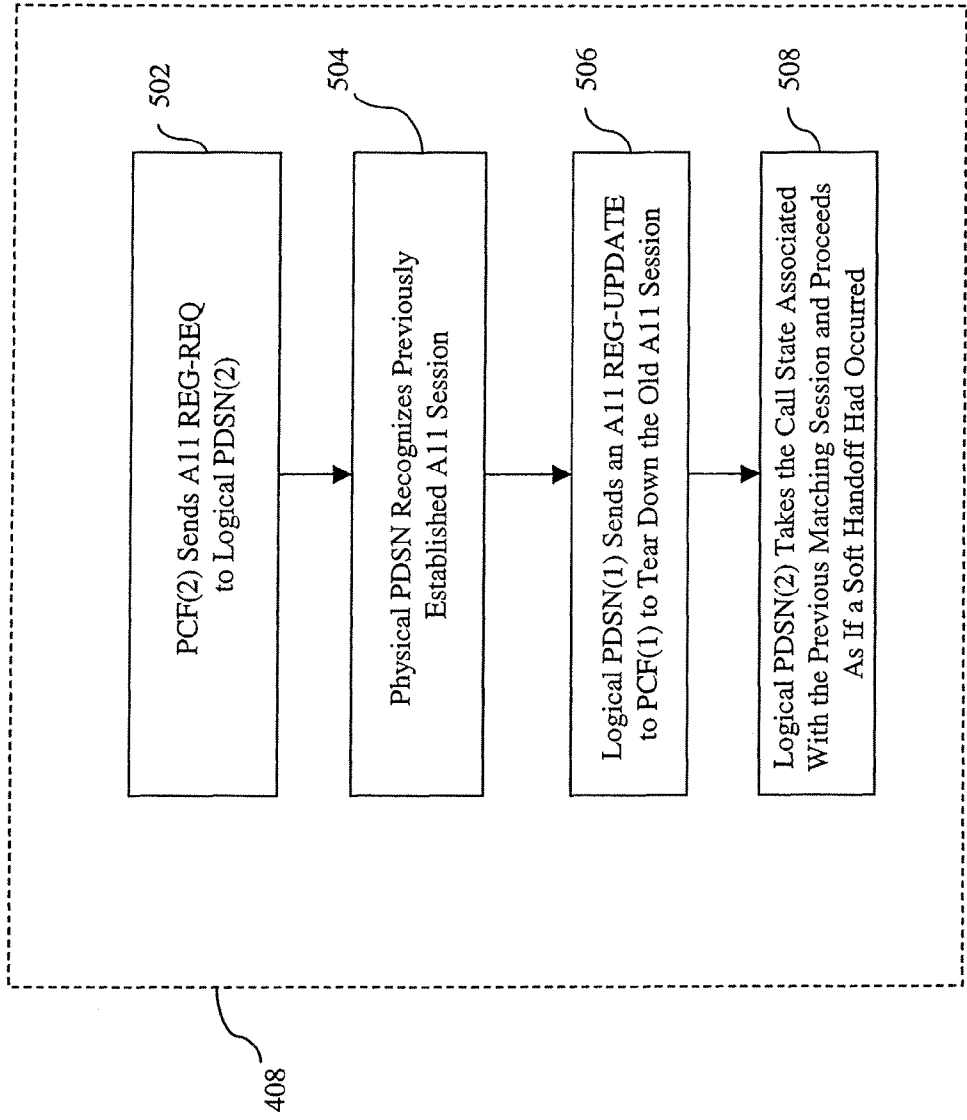 502
PCF(2) Sends A11 REG-REQ
to Logical PDSN(2)
504
Physical PDSN Recognizes Previously
Established A11 Session
506
Logical PDSN(1) Sends an A11 REG-UPDATE
to PCF(1) to Tear Down the Old A11 Session
508
Logical PDSN(2) Takes the Call State Associated
With the Previous Matching Session and Proceeds
As If a Soft Handoff Had Occurred
408